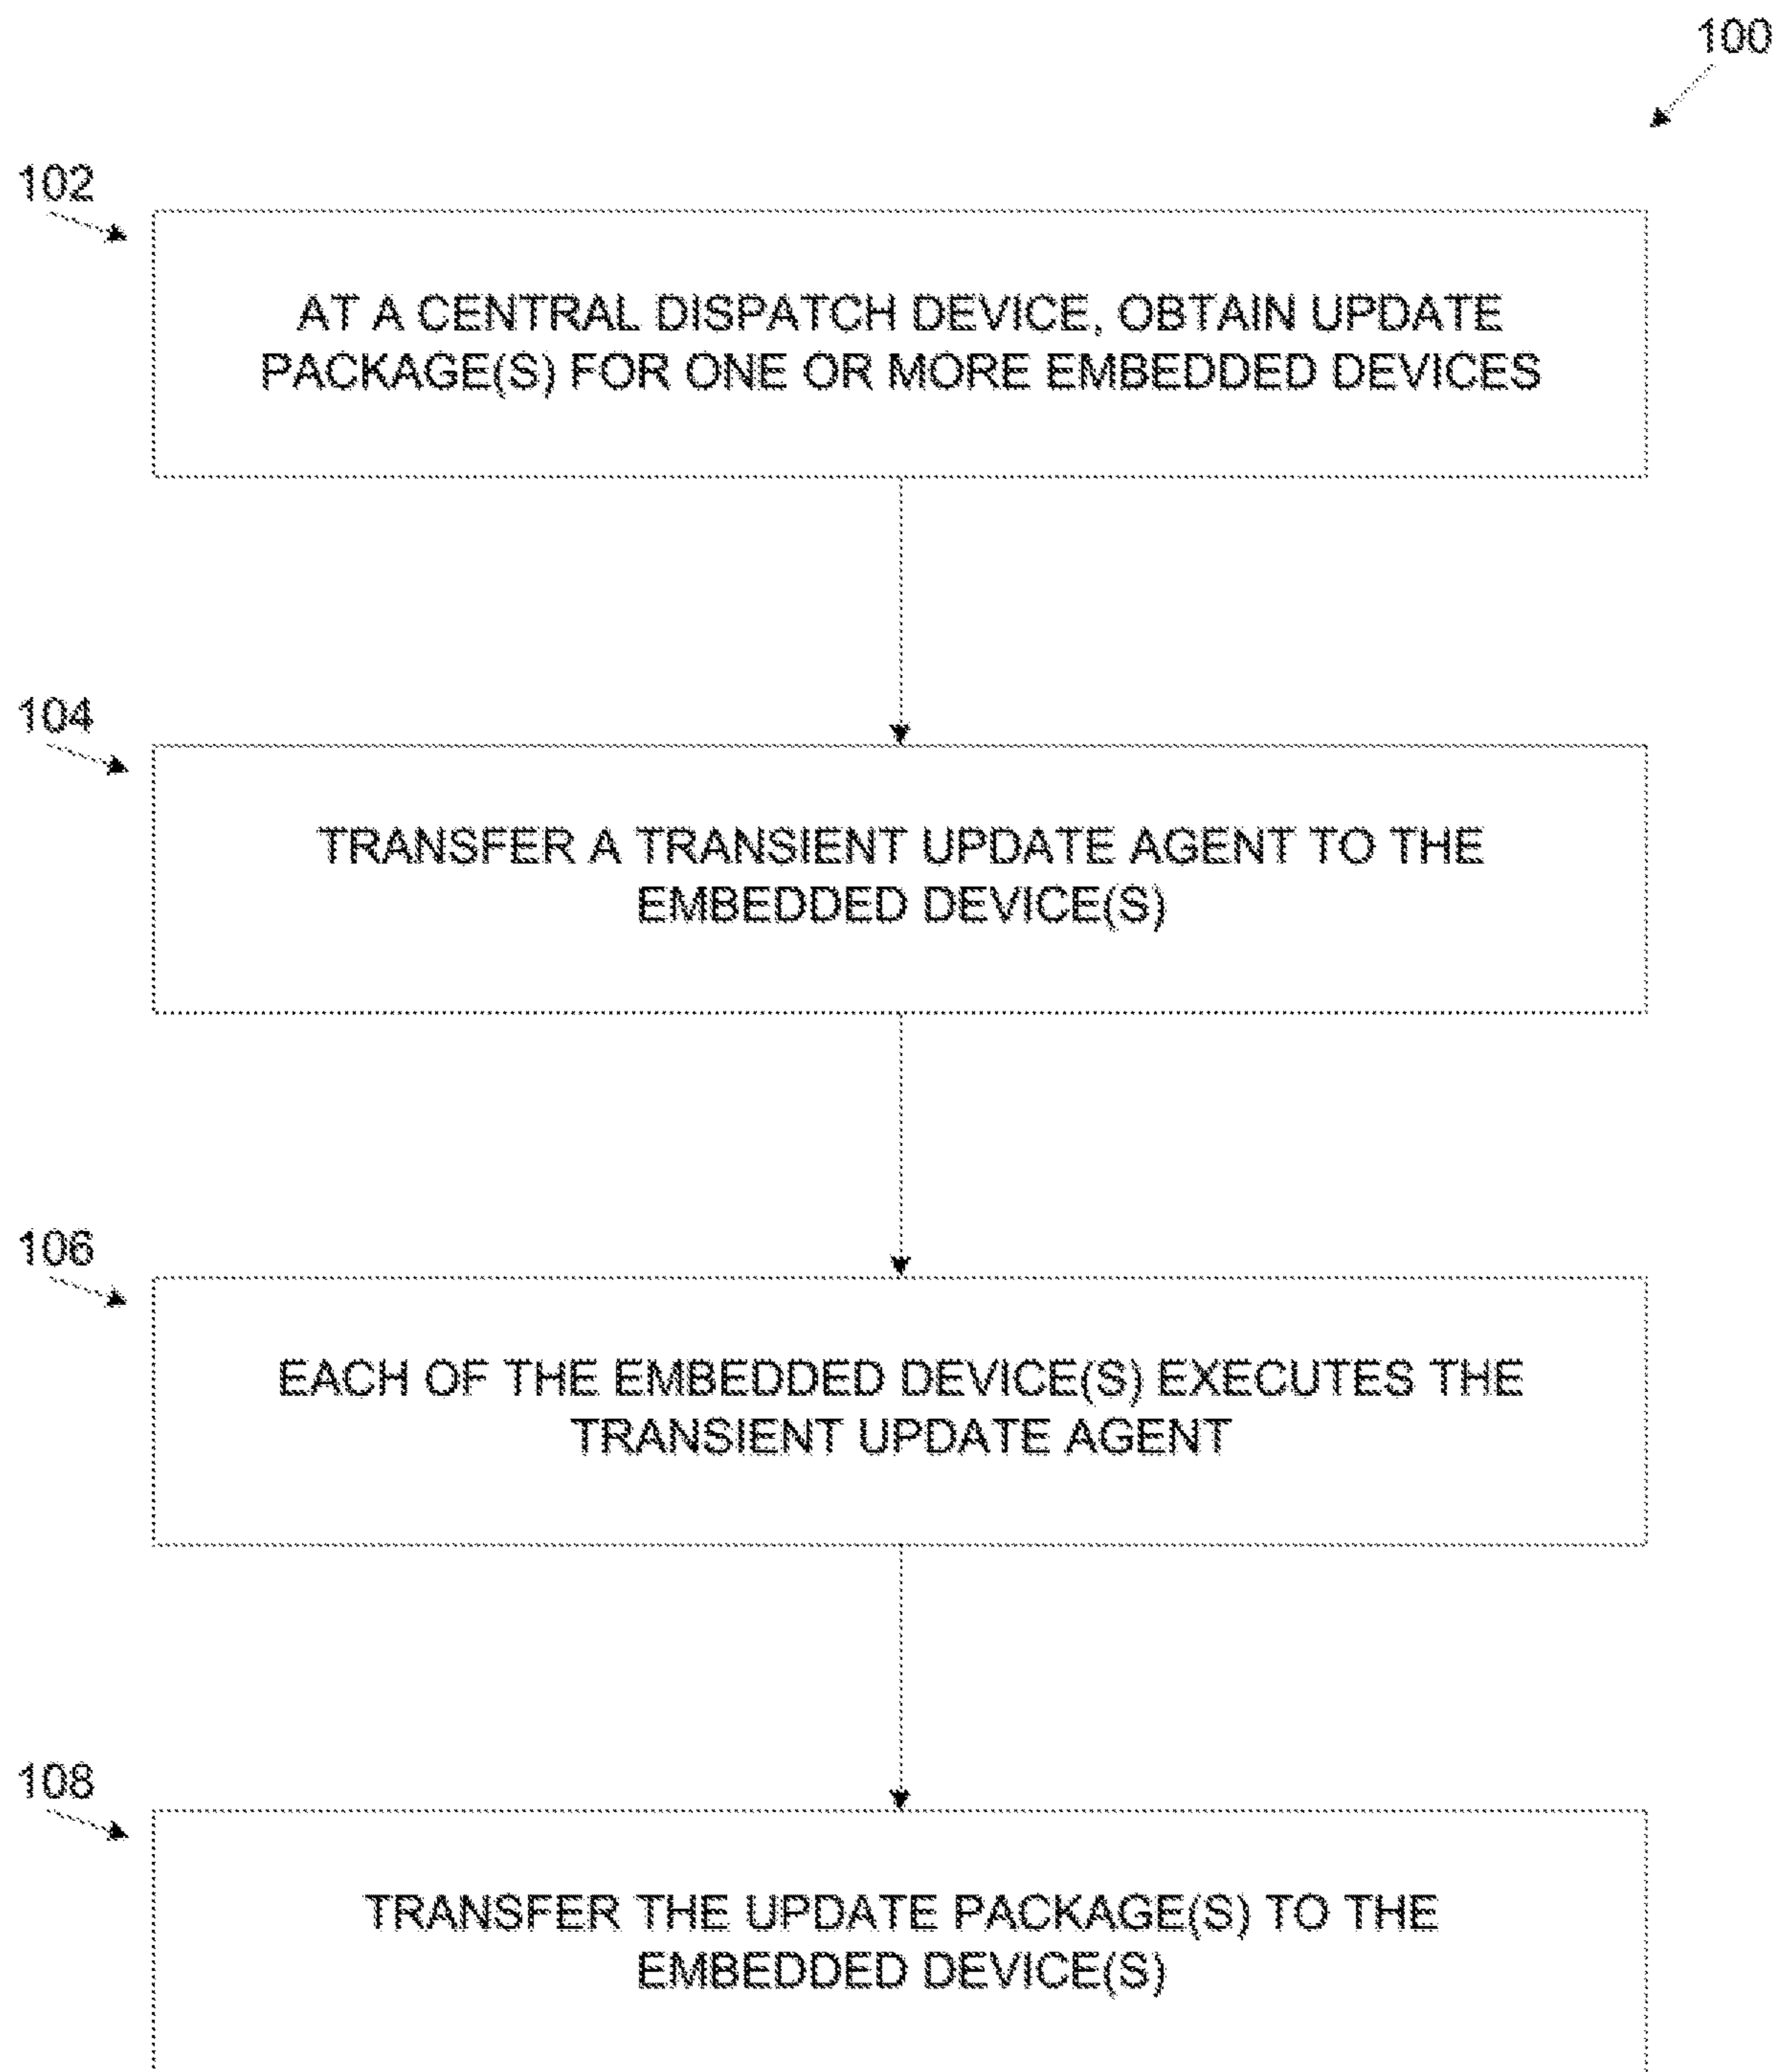 100
102
AT A CENTRAL DISPATCH DEVICE, OBTAIN UPDATE
PACKAGE(S) FOR ONE OR MORE EMBEDDED DEVICES
104
TRANSFER A TRANSIENT UPDATE AGENT TO THE
EMBEDDED DEVICE(S)
106
EACH OF THE EMBEDDED DEVICE(S) EXECUTES THE
TRANSIENT UPDATE AGENT
108
TRANSFER THE UPDATE PACKAGE(S) TO THE
EMBEDDED DEVICE(S)